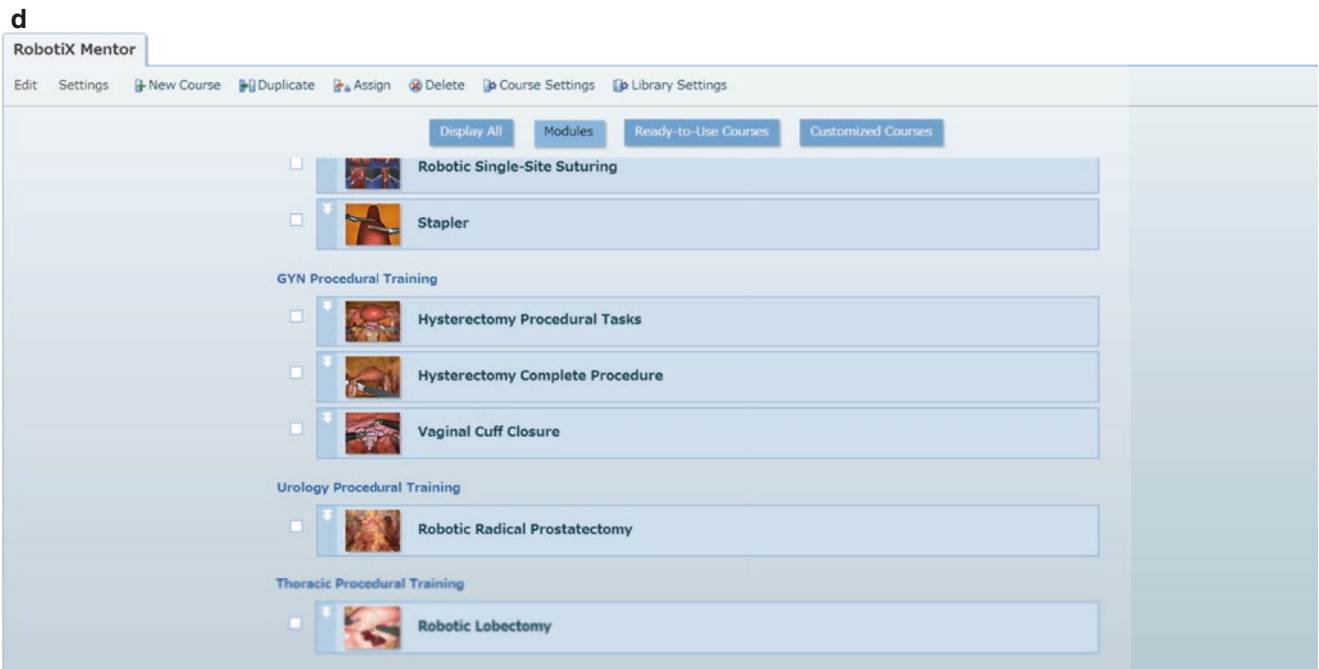 d
RobotiX Mentor
Edit Settings New Course Duplicate Assign Delete Course Settings Library Settings
Display All Modules Ready-to-Use Courses Customized Courses
Robotic Single-Site Suturing
Stapler
GYN Procedural Training
Hysterectomy Procedural Tasks
Hysterectomy Complete Procedure
Vaginal Cuff Closure
Urology Procedural Training
Robotic Radical Prostatectomy
Thoracic Procedural Training
Robotic Lobectomy